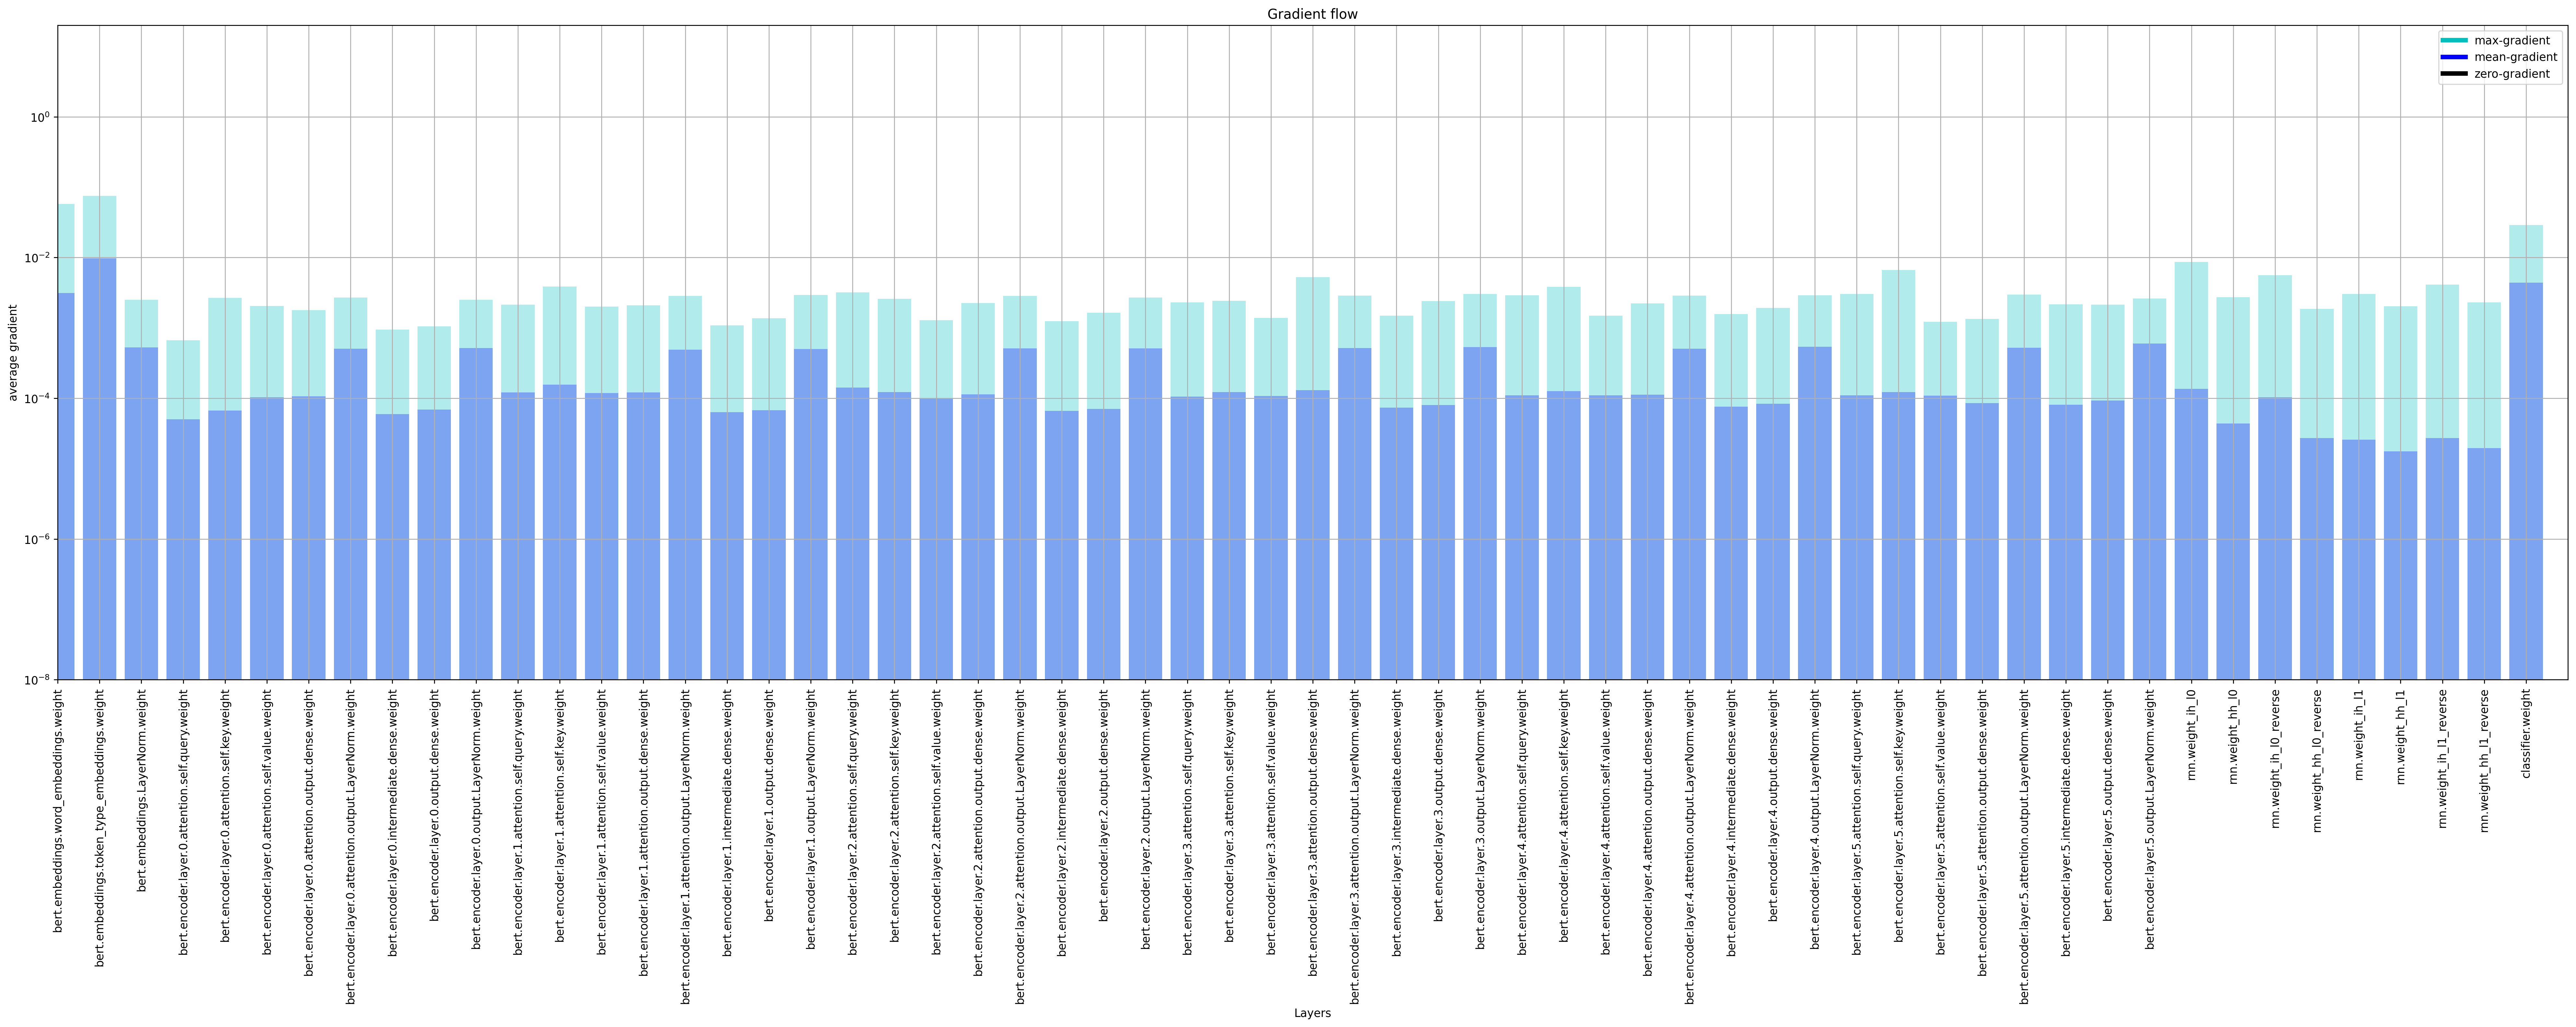 Gradient flow
max-gradient
mean-gradient
zero-gradient
average gradient
10^0
10^-2
10^-4
10^-6
10^-8
bert.embeddings.word_embeddings.weight
bert.embeddings.token_type_embeddings.weight
bert.embeddings.LayerNorm.weight
bert.encoder.layer.0.attention.self.query.weight
bert.encoder.layer.0.attention.self.key.weight
bert.encoder.layer.0.attention.self.value.weight
bert.encoder.layer.0.attention.output.dense.weight
bert.encoder.layer.0.attention.output.LayerNorm.weight
bert.encoder.layer.0.intermediate.dense.weight
bert.encoder.layer.0.output.dense.weight
bert.encoder.layer.0.output.LayerNorm.weight
bert.encoder.layer.1.attention.self.query.weight
bert.encoder.layer.1.attention.self.key.weight
bert.encoder.layer.1.attention.self.value.weight
bert.encoder.layer.1.attention.output.dense.weight
bert.encoder.layer.1.attention.output.LayerNorm.weight
bert.encoder.layer.1.intermediate.dense.weight
bert.encoder.layer.1.output.dense.weight
bert.encoder.layer.1.output.LayerNorm.weight
bert.encoder.layer.2.attention.self.query.weight
bert.encoder.layer.2.attention.self.key.weight
bert.encoder.layer.2.attention.self.value.weight
bert.encoder.layer.2.attention.output.dense.weight
bert.encoder.layer.2.attention.output.LayerNorm.weight
bert.encoder.layer.2.intermediate.dense.weight
bert.encoder.layer.2.output.dense.weight
bert.encoder.layer.2.output.LayerNorm.weight
bert.encoder.layer.3.attention.self.query.weight
bert.encoder.layer.3.attention.self.key.weight
bert.encoder.layer.3.attention.self.value.weight
bert.encoder.layer.3.attention.output.dense.weight
bert.encoder.layer.3.attention.output.LayerNorm.weight
bert.encoder.layer.3.intermediate.dense.weight
bert.encoder.layer.3.output.dense.weight
bert.encoder.layer.3.output.LayerNorm.weight
bert.encoder.layer.4.attention.self.query.weight
bert.encoder.layer.4.attention.self.key.weight
bert.encoder.layer.4.attention.self.value.weight
bert.encoder.layer.4.attention.output.dense.weight
bert.encoder.layer.4.attention.output.LayerNorm.weight
bert.encoder.layer.4.intermediate.dense.weight
bert.encoder.layer.4.output.dense.weight
bert.encoder.layer.4.output.LayerNorm.weight
bert.encoder.layer.5.attention.self.query.weight
bert.encoder.layer.5.attention.self.key.weight
bert.encoder.layer.5.attention.self.value.weight
bert.encoder.layer.5.attention.output.dense.weight
bert.encoder.layer.5.attention.output.LayerNorm.weight
bert.encoder.layer.5.intermediate.dense.weight
bert.encoder.layer.5.output.dense.weight
bert.encoder.layer.5.output.LayerNorm.weight
rnn.weight_ih_l0
rnn.weight_hh_l0
rnn.weight_ih_l0_reverse
rnn.weight_hh_l0_reverse
rnn.weight_ih_l1
rnn.weight_hh_l1
rnn.weight_ih_l1_reverse
rnn.weight_hh_l1_reverse
classifier.weight
Layers